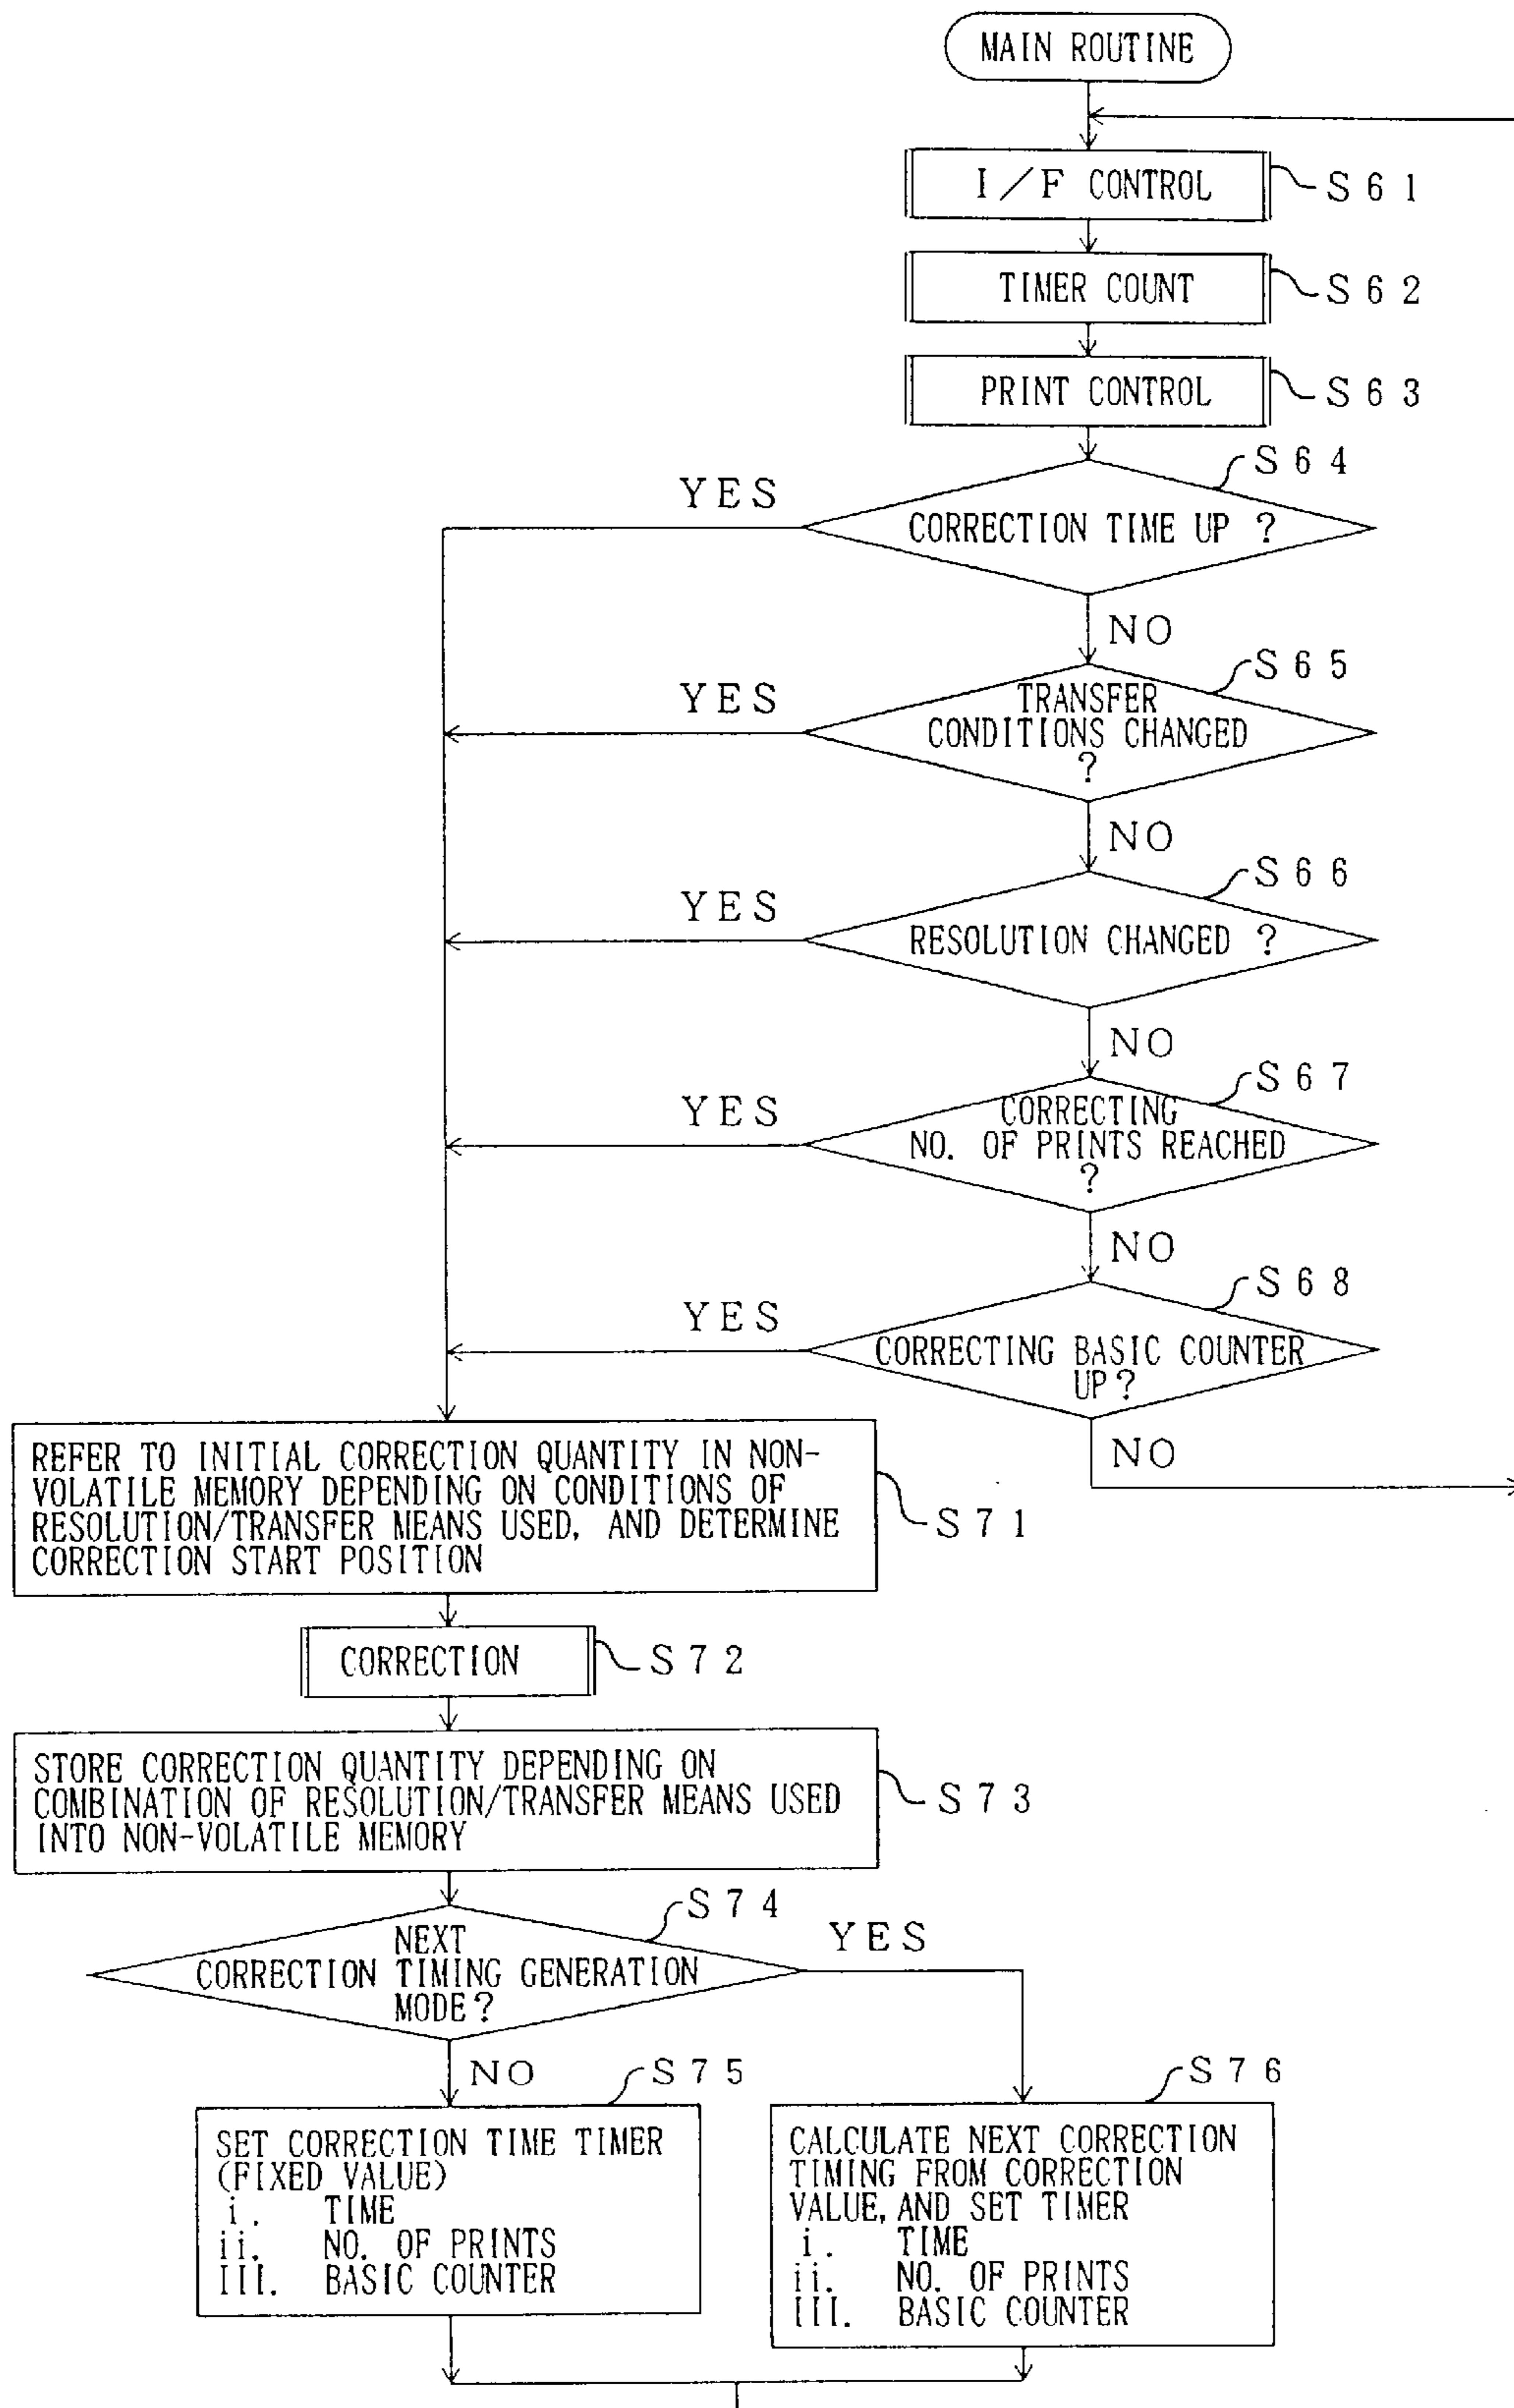 MAIN ROUTINE
I/F CONTROL
S61
TIMER COUNT
S62
PRINT CONTROL
S63
S64
YES
CORRECTION TIME UP ?
NO
S65
YES
TRANSFER
CONDITIONS CHANGED
?
NO
S66
YES
RESOLUTION CHANGED ?
NO
S67
YES
CORRECTING
NO. OF PRINTS REACHED
?
NO
S68
YES
CORRECTING BASIC COUNTER
UP?
NO
REFER TO INITIAL CORRECTION QUANTITY IN NON-
VOLATILE MEMORY DEPENDING ON CONDITIONS OF
RESOLUTION/TRANSFER MEANS USED, AND DETERMINE
CORRECTION START POSITION
S71
CORRECTION
S72
STORE CORRECTION QUANTITY DEPENDING ON
COMBINATION OF RESOLUTION/TRANSFER MEANS USED
INTO NON-VOLATILE MEMORY
S73
S74
NEXT
CORRECTION TIMING GENERATION
MODE?
YES
NO
S75
SET CORRECTION TIME TIMER
(FIXED VALUE)
i. TIME
ii. NO. OF PRINTS
III. BASIC COUNTER
S76
CALCULATE NEXT CORRECTION
TIMING FROM CORRECTION
VALUE, AND SET TIMER
i. TIME
ii. NO. OF PRINTS
III. BASIC COUNTER